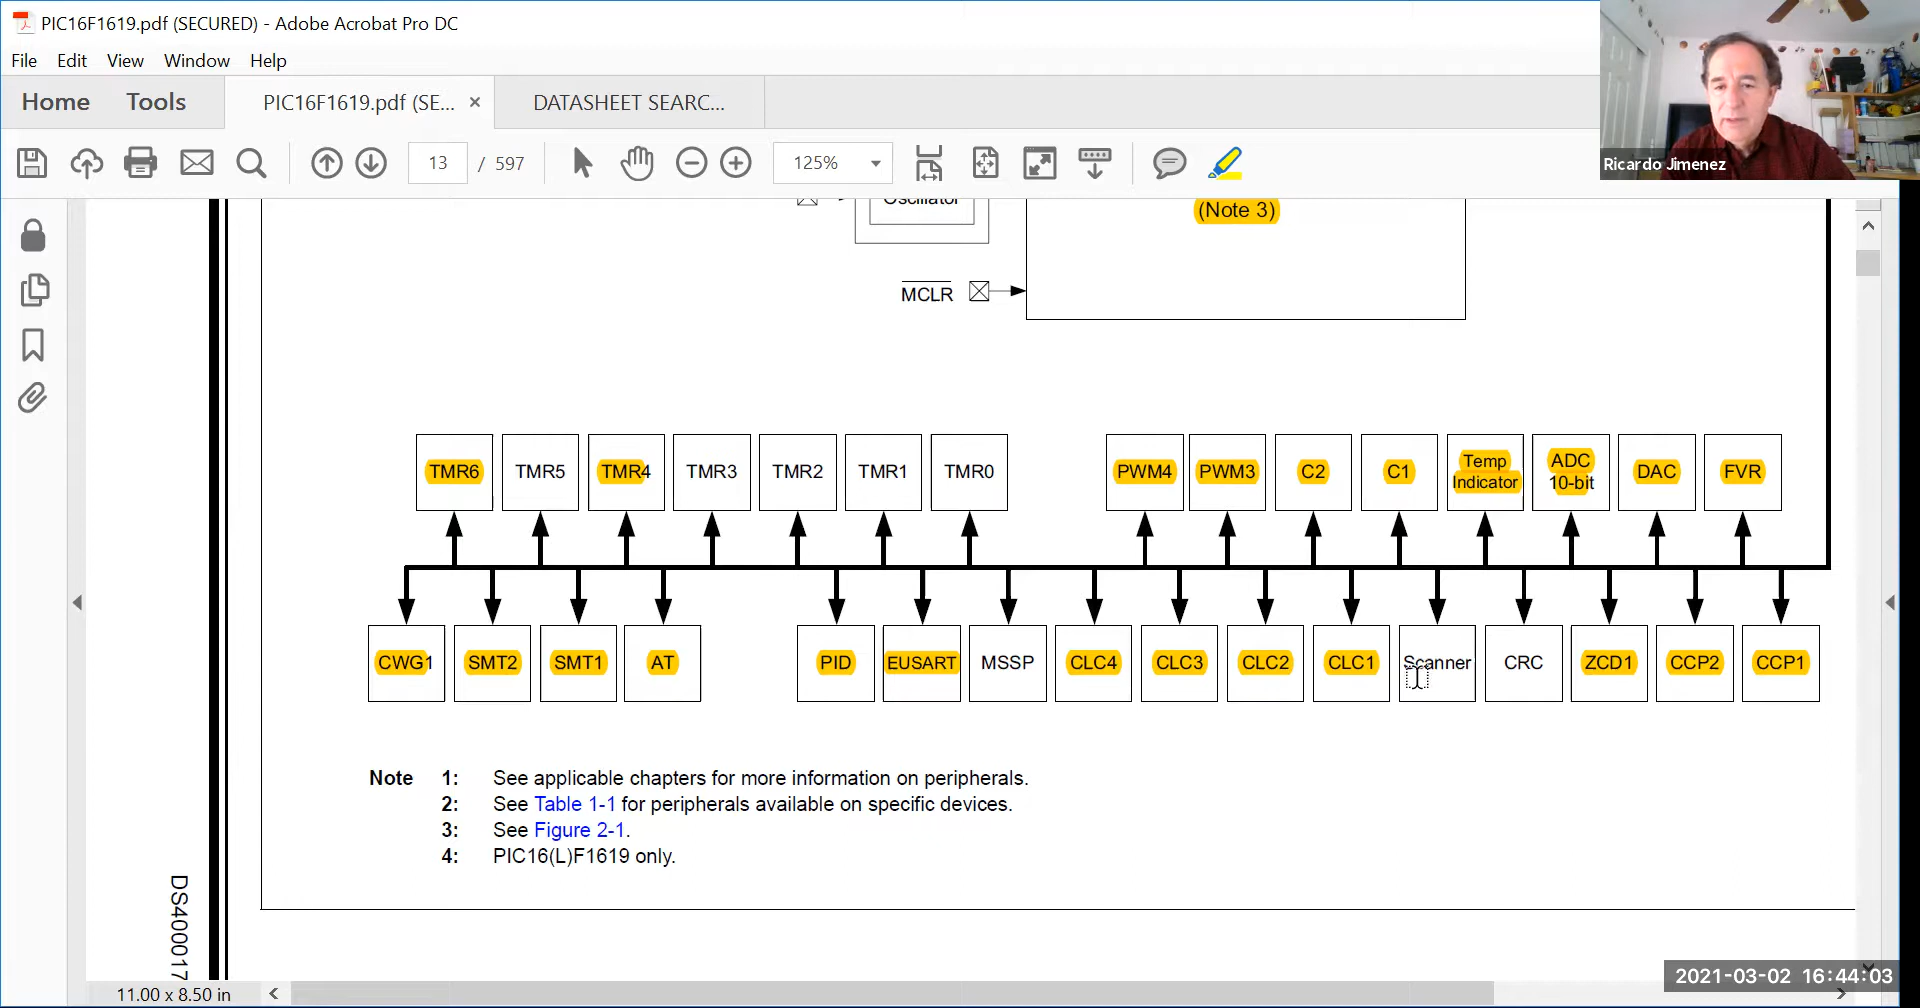 PIC16F1619.pdf (SECURED) - Adobe Acrobat Pro DC
File Edit View Window Help
Home Tools PIC16F1619.pdf (SE... × DATASHEET SEARC...
13 / 597 125%
Ricardo Jimenez
Oscillator
(Note 3)
MCLR
TMR6 TMR5 TMR4 TMR3 TMR2 TMR1 TMR0 PWM4 PWM3 C2 C1 Temp Indicator ADC 10-bit DAC FVR
CWG1 SMT2 SMT1 AT PID EUSART MSSP CLC4 CLC3 CLC2 CLC1 Scanner CRC ZCD1 CCP2 CCP1
Note 1: See applicable chapters for more information on peripherals.
2: See Table 1-1 for peripherals available on specific devices.
3: See Figure 2-1.
4: PIC16(L)F1619 only.
DS400017
11.00 x 8.50 in
2021-03-02 16:44:03